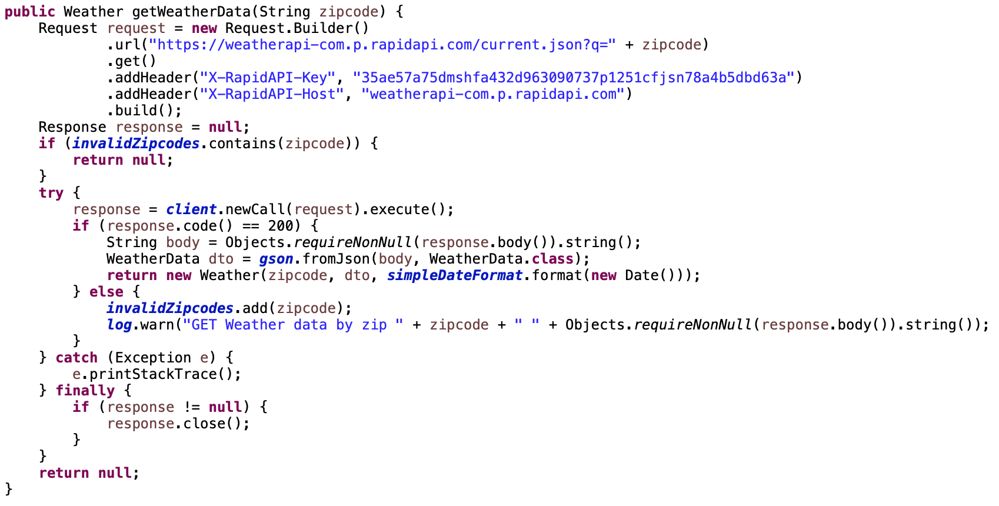 public Weather getWeatherData(String zipcode) {
    Request request = new Request.Builder()
            .url("https://weatherapi-com.p.rapidapi.com/current.json?q=" + zipcode)
            .get()
            .addHeader("X-RapidAPI-Key", "35ae57a75dmshfa432d963090737p1251cfjsn78a4b5dbd63a")
            .addHeader("X-RapidAPI-Host", "weatherapi-com.p.rapidapi.com")
            .build();
    Response response = null;
    if (invalidZipcodes.contains(zipcode)) {
        return null;
    }
    try {
        response = client.newCall(request).execute();
        if (response.code() == 200) {
            String body = Objects.requireNonNull(response.body()).string();
            WeatherData dto = gson.fromJson(body, WeatherData.class);
            return new Weather(zipcode, dto, simpleDateFormat.format(new Date()));
        } else {
            invalidZipcodes.add(zipcode);
            log.warn("GET Weather data by zip " + zipcode + " " + Objects.requireNonNull(response.body()).string());
        }
    } catch (Exception e) {
        e.printStackTrace();
    } finally {
        if (response != null) {
            response.close();
        }
    }
    return null;
}